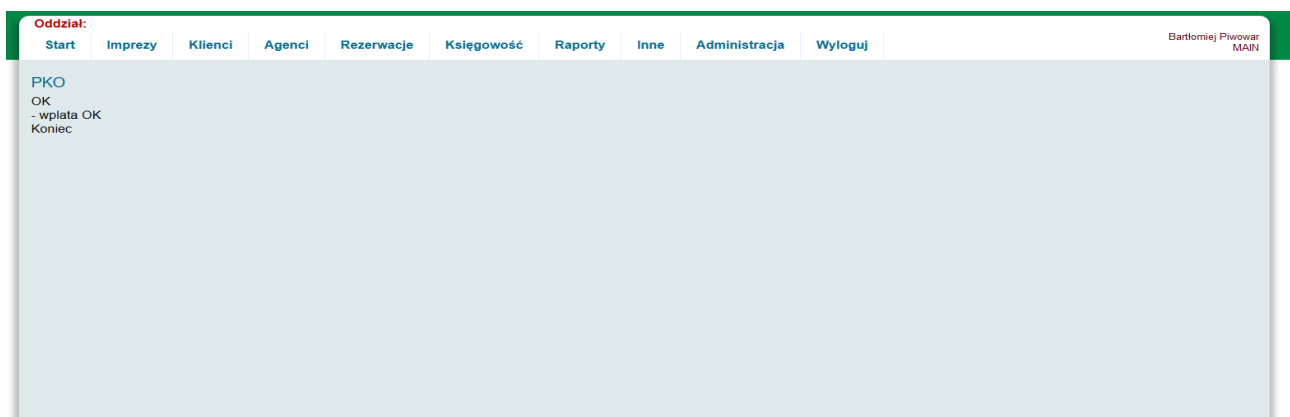 Oddział:
Start Imprezy Klienci Agenci Rezerwacje Księgowość Raporty Inne Administracja Wyloguj
Bartłomiej Piwowar
MAIN
PKO
OK
- wplata OK
Koniec